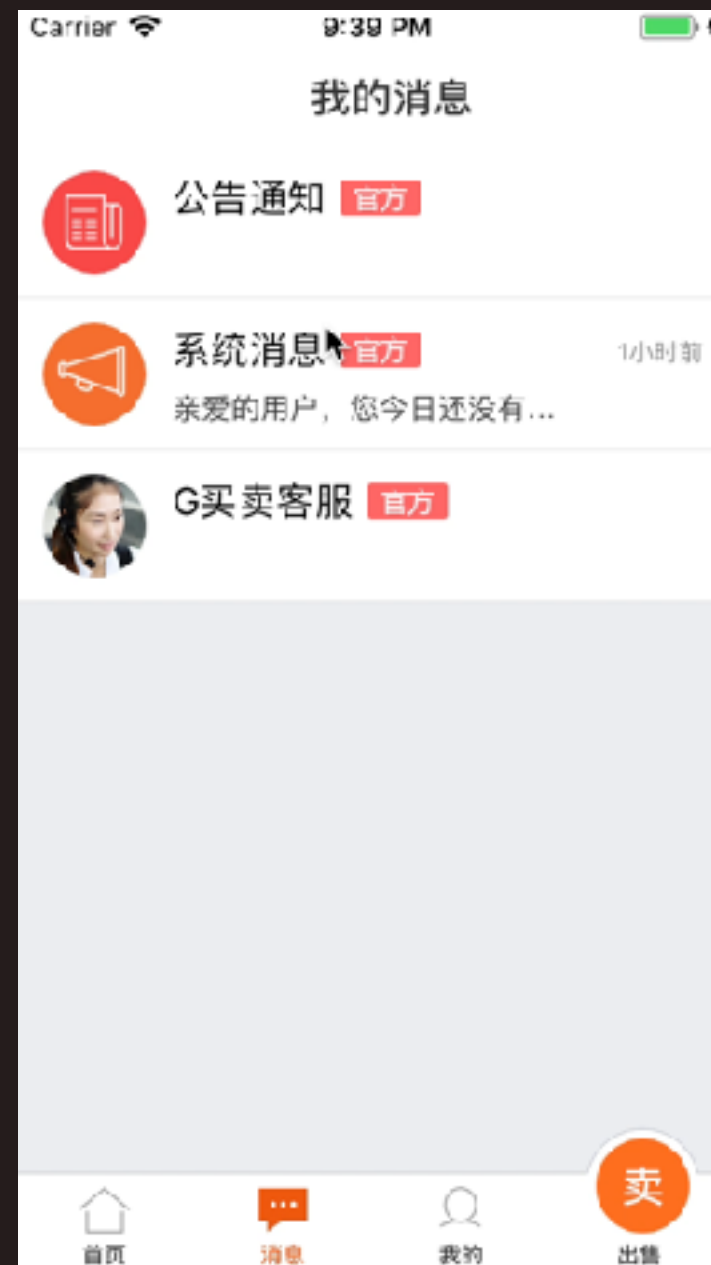 Carrier 9:39 PM
我的消息
公告通知 官方
系统消息 官方 1小时前
亲爱的用户，您今日还没有...
G买卖客服 官方
卖
首页 消息 我的 出售